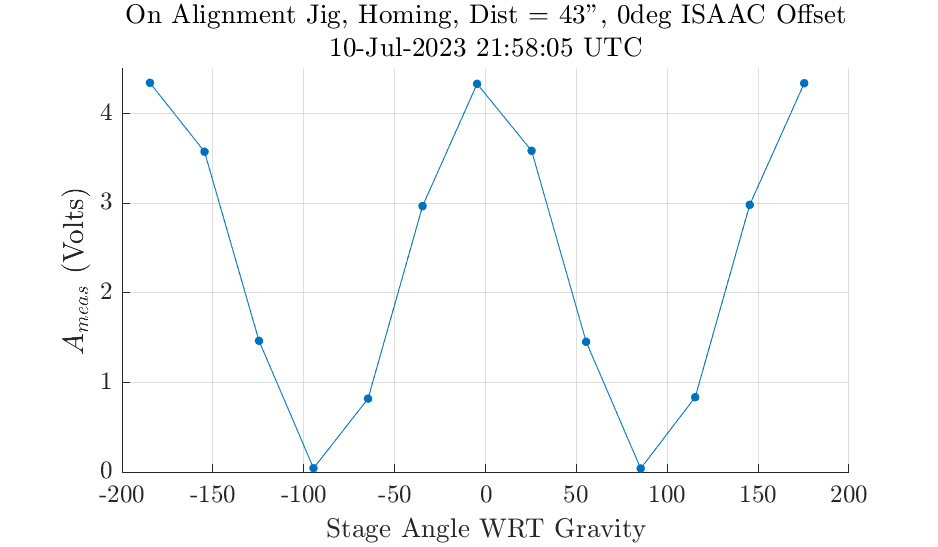 On Alignment Jig, Homing, Dist = 43”, 0deg ISAAC Offset
10-Jul-2023 21:58:05 UTC
A_meas (Volts)
4
3
2
1
0
-200 -150 -100 -50 0 50 100 150 200
Stage Angle WRT Gravity